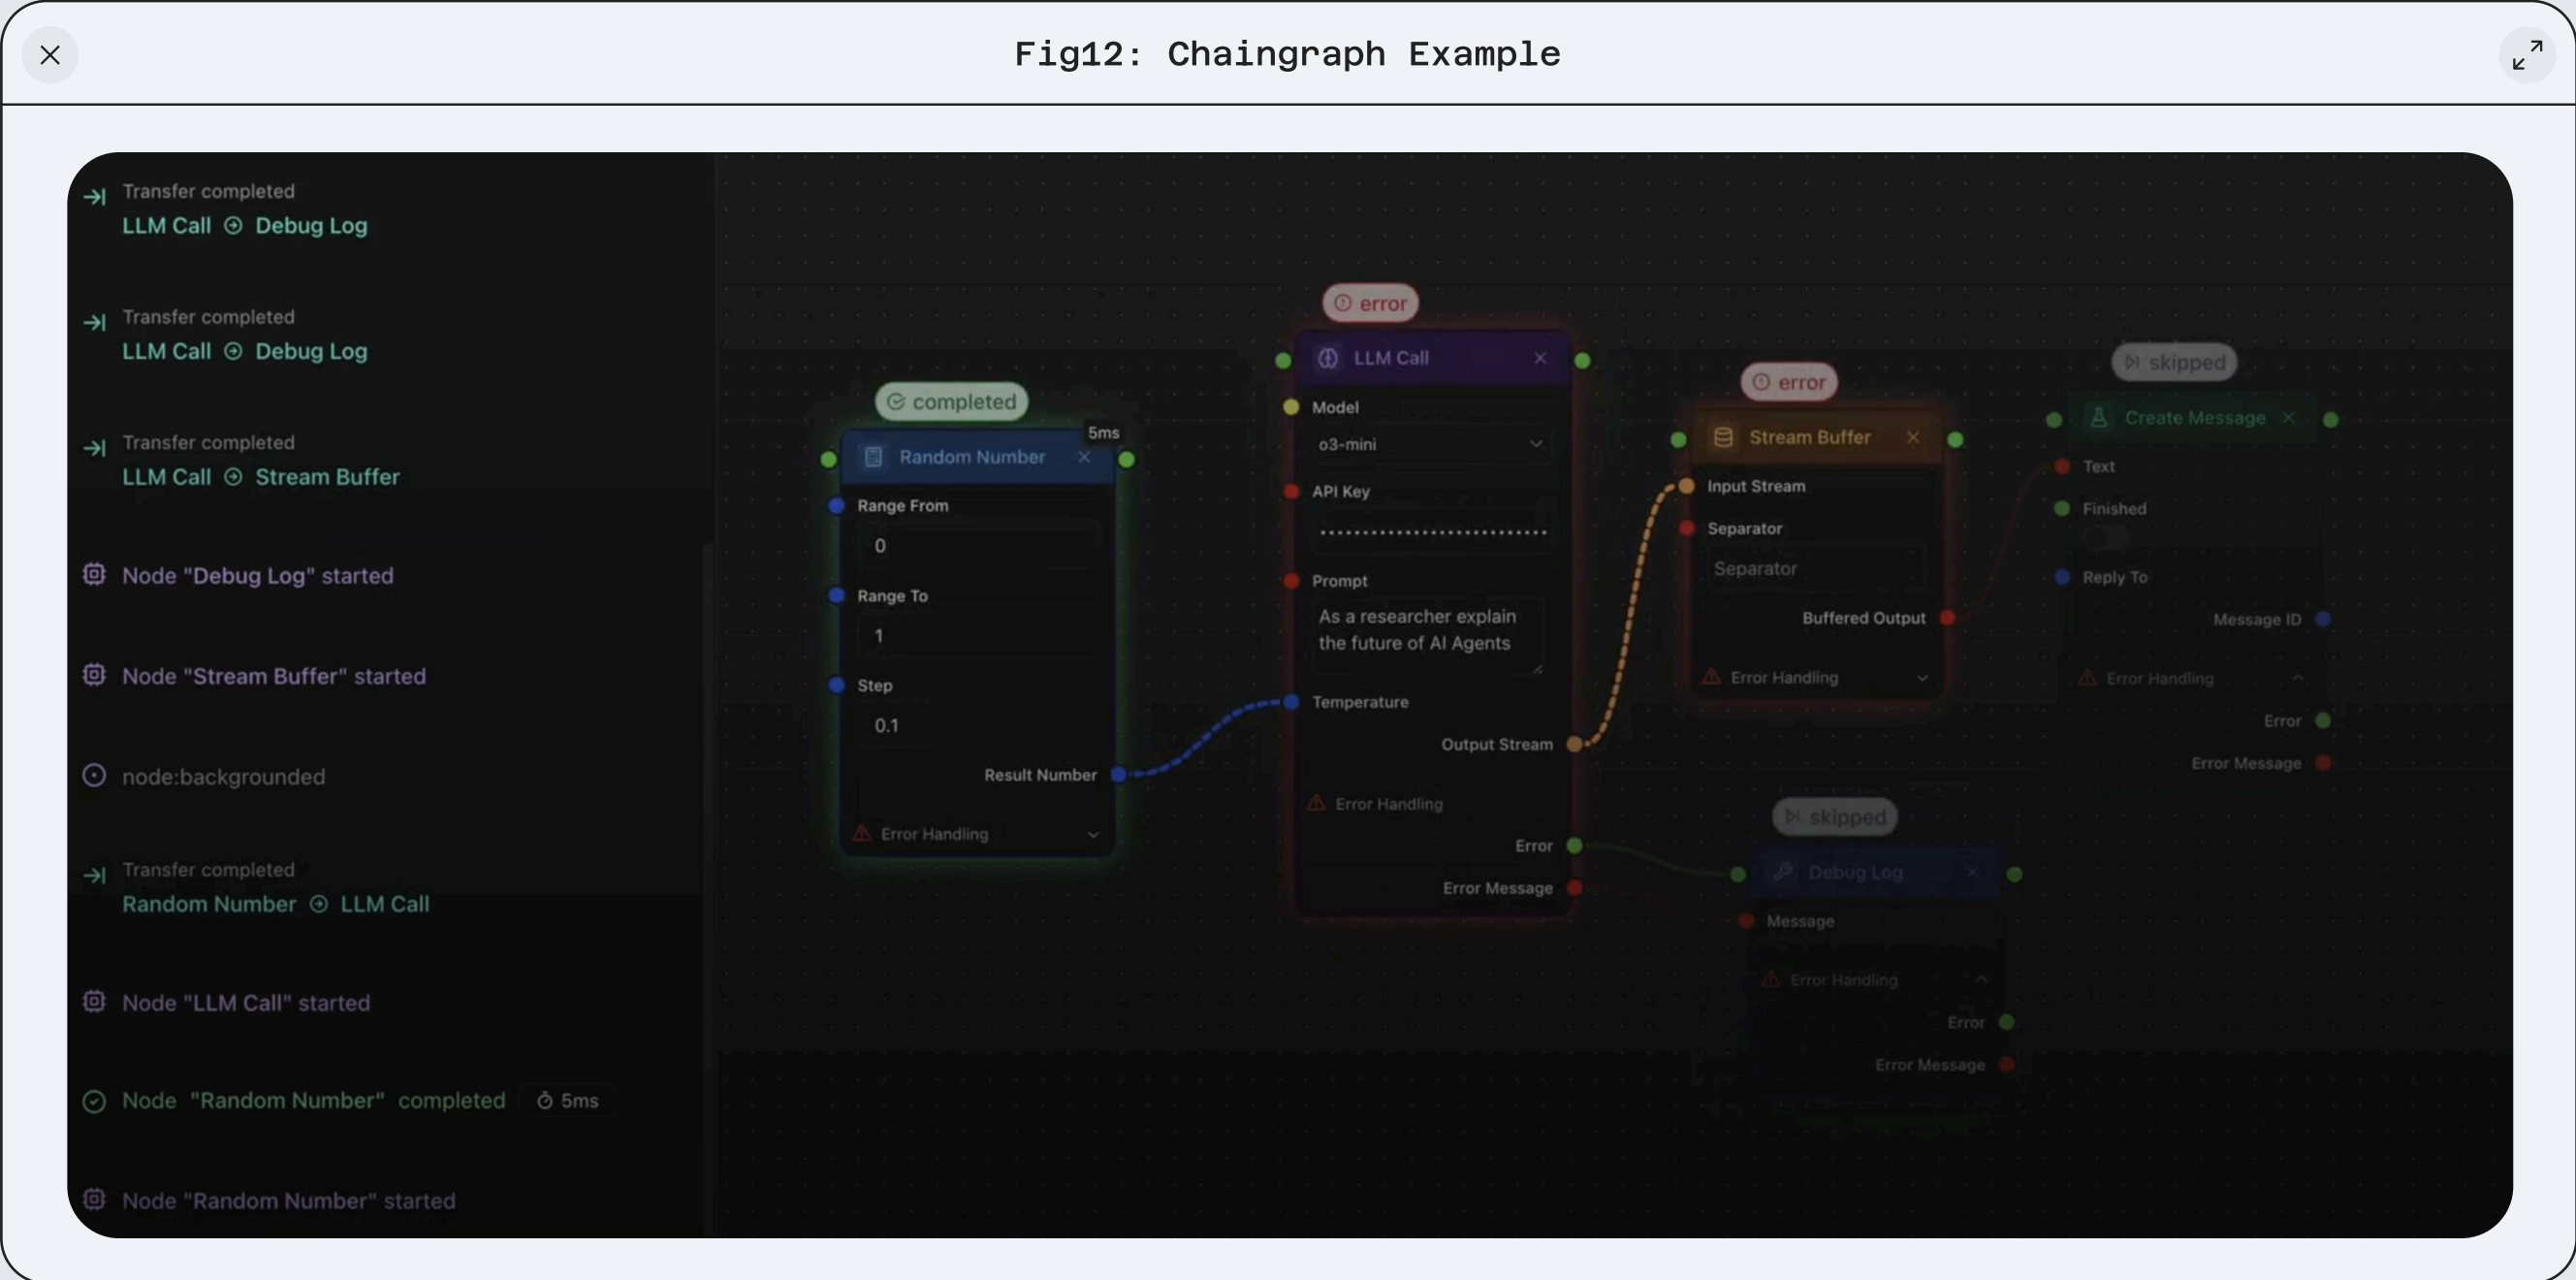 Fig12: Chaingraph Example
Transfer completed
LLM Call Debug Log
Transfer completed
LLM Call Debug Log
Transfer completed
LLM Call Stream Buffer
Node "Debug Log" started
Node "Stream Buffer" started
node:backgrounded
Transfer completed
Random Number LLM Call
Node "LLM Call" started
Node "Random Number" completed 5ms
Node "Random Number" started
completed
5ms
Random Number
Range From
0
Range To
1
Step
0.1
Result Number
Error Handling
error
LLM Call
Model
o3-mini
API Key
Prompt
As a researcher explain
the future of AI Agents
Temperature
Output Stream
Error Handling
Error
Error Message
error
Stream Buffer
Input Stream
Separator
Separator
Buffered Output
Error Handling
skipped
Create Message
Text
Finished
Reply To
Message ID
Error Handling
Error
Error Message
skipped
Debug Log
Message
Error Handling
Error
Error Message